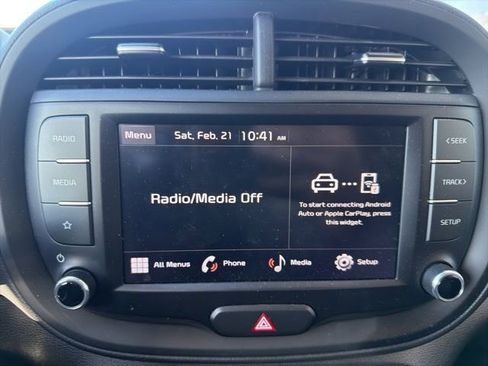 Menu Sat, Feb. 21 10:41 AM
RADIO
MEDIA
< SEEK
TRACK >
SETUP
Radio/Media Off
To start connecting Android
Auto or Apple CarPlay, press
this widget.
All Menus Phone Media Setup